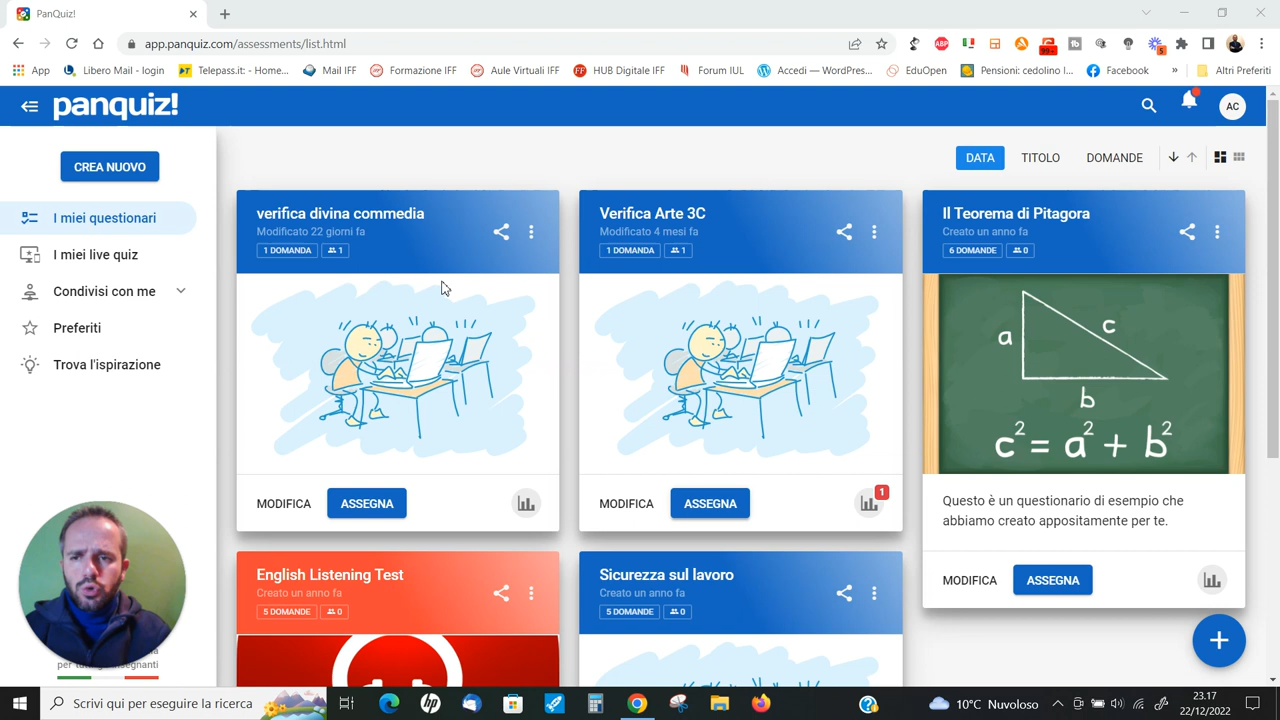 PanQuiz!
app.panquiz.com/assessments/list.html
ABP
99+
5
App
Libero Mail - login
Telepass.it: - Home...
Mail IFF
Formazione IFF
Aule Virtuali IFF
HUB Digitale IFF
Forum IUL
Accedi — WordPres...
EduOpen
Pensioni: cedolino I...
Facebook
»
Altri Preferiti
panquiz!
AC
CREA NUOVO
I miei questionari
I miei live quiz
Condivisi con me
Preferiti
Trova l'ispirazione
DATA
TITOLO
DOMANDE
verifica divina commedia
Modificato 22 giorni fa
1 DOMANDA
1
MODIFICA
ASSEGNA
Verifica Arte 3C
Modificato 4 mesi fa
1 DOMANDA
1
MODIFICA
ASSEGNA
1
Il Teorema di Pitagora
Creato un anno fa
6 DOMANDE
0
a
c
b
c² = a² + b²
Questo è un questionario di esempio che
abbiamo creato appositamente per te.
MODIFICA
ASSEGNA
English Listening Test
Creato un anno fa
5 DOMANDE
0
Sicurezza sul lavoro
Creato un anno fa
5 DOMANDE
0
+
Scrivi qui per eseguire la ricerca
10°C Nuvoloso
23.17
22/12/2022